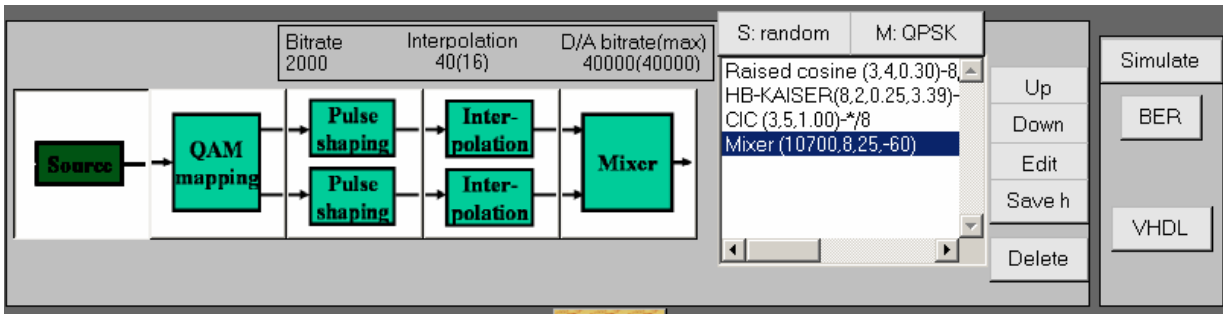 Bitrate Interpolation D/A bitrate(max)
2000 40(16) 40000(40000)
S: random M: QPSK
Raised cosine (3,4,0.30)-8,
HB-KAISER(8,2,0.25,3.39)-
CIC (3,5,1.00)-*/8
Mixer (10700,8,25,-60)
Source
QAM
mapping
Pulse
shaping
Pulse
shaping
Inter-
polation
Inter-
polation
Mixer
Up
Down
Edit
Save h
Delete
Simulate
BER
VHDL